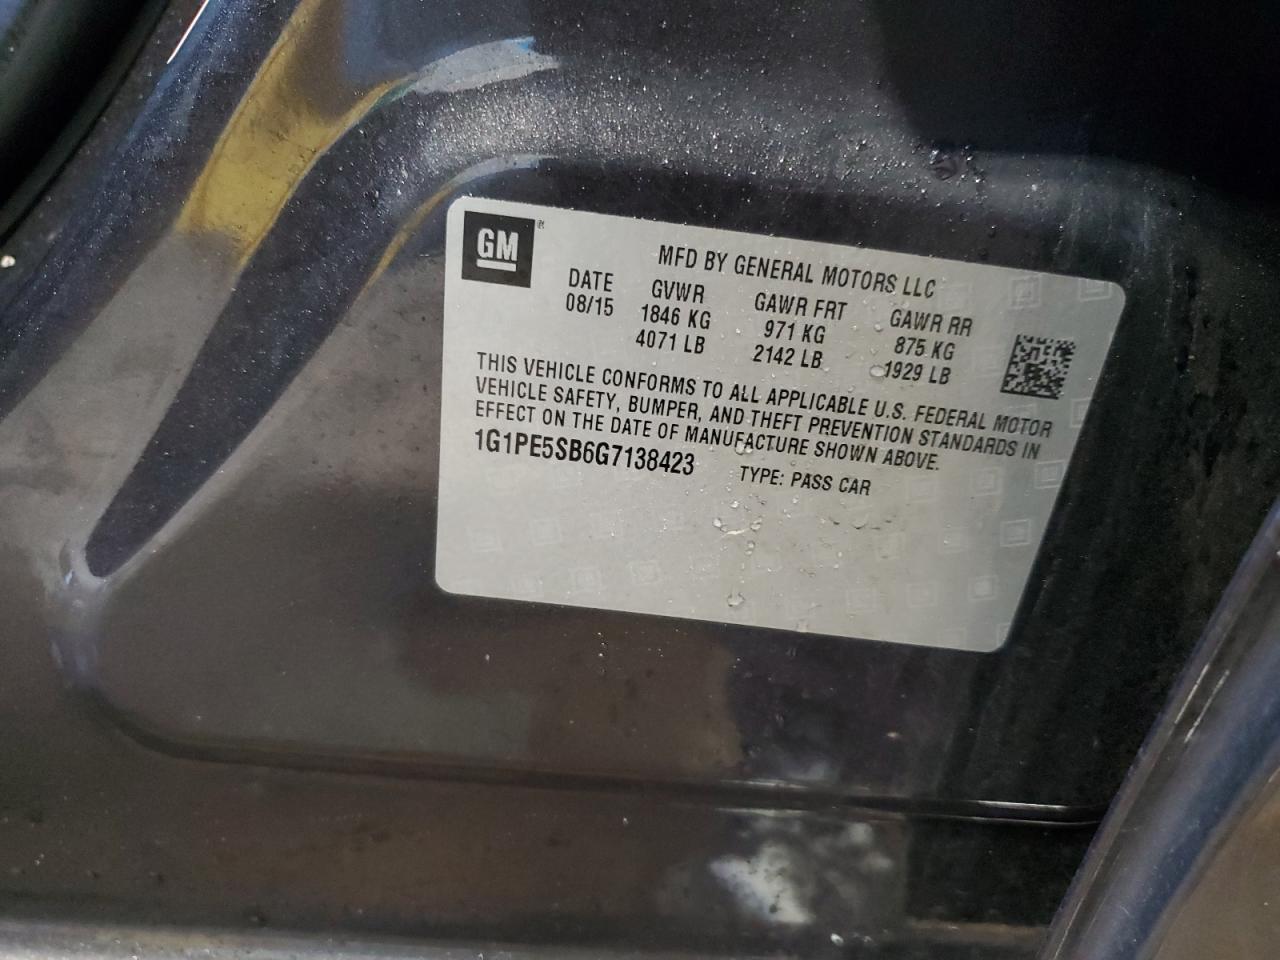 GM
MFD BY GENERAL MOTORS LLC
DATE GVWR GAWR FRT GAWR RR
08/15 1846 KG 971 KG 875 KG
4071 LB 2142 LB 1929 LB
THIS VEHICLE CONFORMS TO ALL APPLICABLE U.S. FEDERAL MOTOR
VEHICLE SAFETY, BUMPER, AND THEFT PREVENTION STANDARDS IN
EFFECT ON THE DATE OF MANUFACTURE SHOWN ABOVE.
1G1PE5SB6G7138423 TYPE: PASS CAR